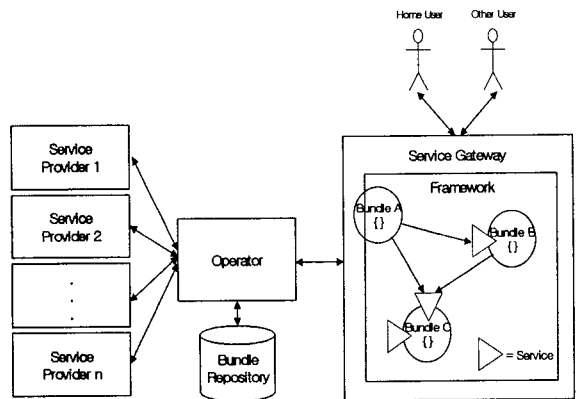 Home User
Other User
Service
Provider 1
Service
Provider 2
.
.
.
Service
Provider n
Operator
Bundle
Repository
Service Gateway
Framework
Bundle A
{ }
Bundle B
{ }
Bundle C
{ }
= Service